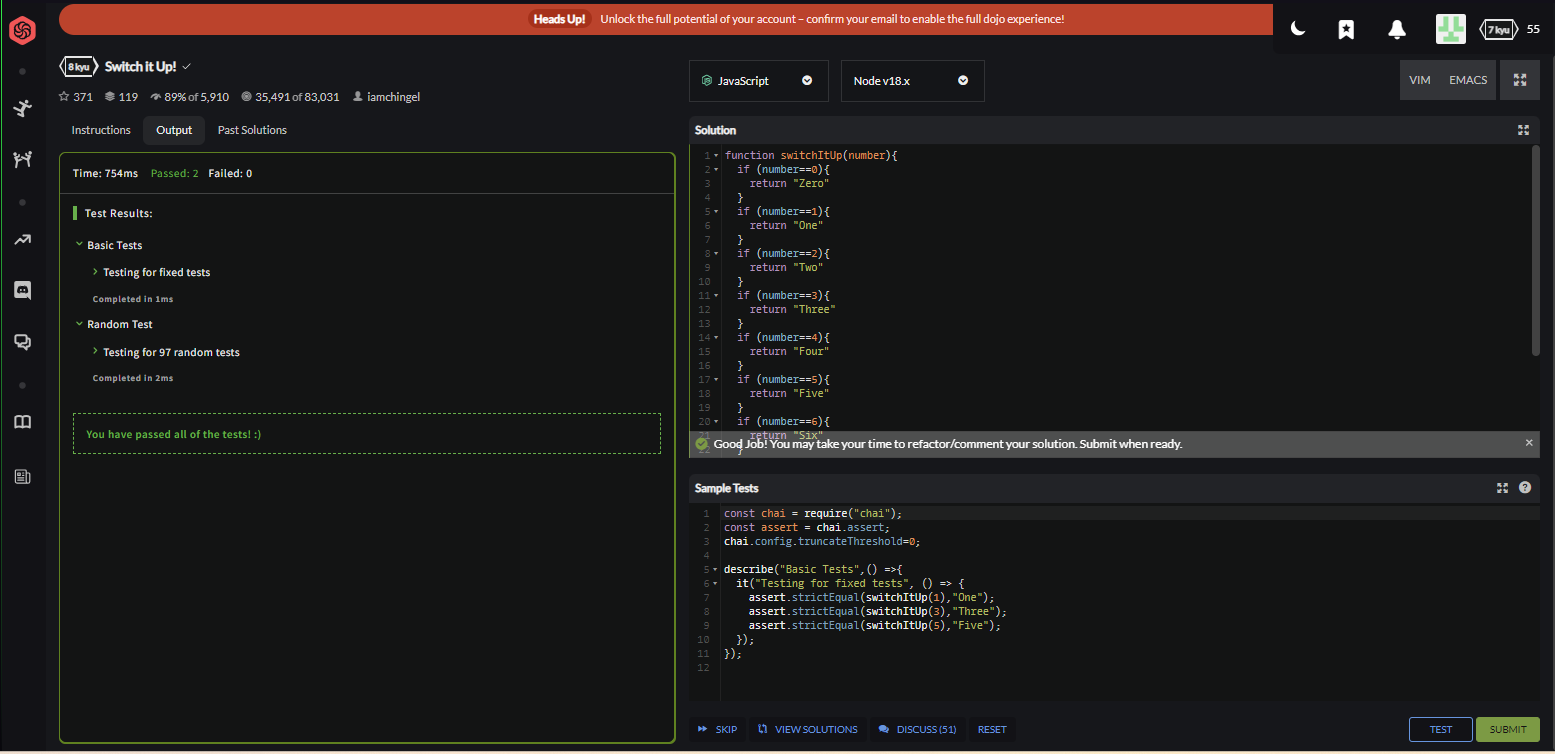 Heads Up! Unlock the full potential of your account – confirm your email to enable the full dojo experience!
7 kyu 55
8 kyu Switch it Up!
371 119 89% of 5,910 35,491 of 83,031 iamchingel
Instructions Output Past Solutions
Time: 754ms Passed: 2 Failed: 0
Test Results:
Basic Tests
Testing for fixed tests
Completed in 1ms
Random Test
Testing for 97 random tests
Completed in 2ms
You have passed all of the tests! :)
JavaScript Node v18.x VIM EMACS
Solution
1 function switchItUp(number){
2 if (number==0){
3 return "Zero"
4 }
5 if (number==1){
6 return "One"
7 }
8 if (number==2){
9 return "Two"
10 }
11 if (number==3){
12 return "Three"
13 }
14 if (number==4){
15 return "Four"
16 }
17 if (number==5){
18 return "Five"
19 }
20 if (number==6){
21 return "Six"
22 }
Good Job! You may take your time to refactor/comment your solution. Submit when ready.
Sample Tests
1 const chai = require("chai");
2 const assert = chai.assert;
3 chai.config.truncateThreshold=0;
4
5 describe("Basic Tests",() =>{
6 it("Testing for fixed tests", () => {
7 assert.strictEqual(switchItUp(1),"One");
8 assert.strictEqual(switchItUp(3),"Three");
9 assert.strictEqual(switchItUp(5),"Five");
10 });
11 });
12
SKIP VIEW SOLUTIONS DISCUSS (51) RESET TEST SUBMIT